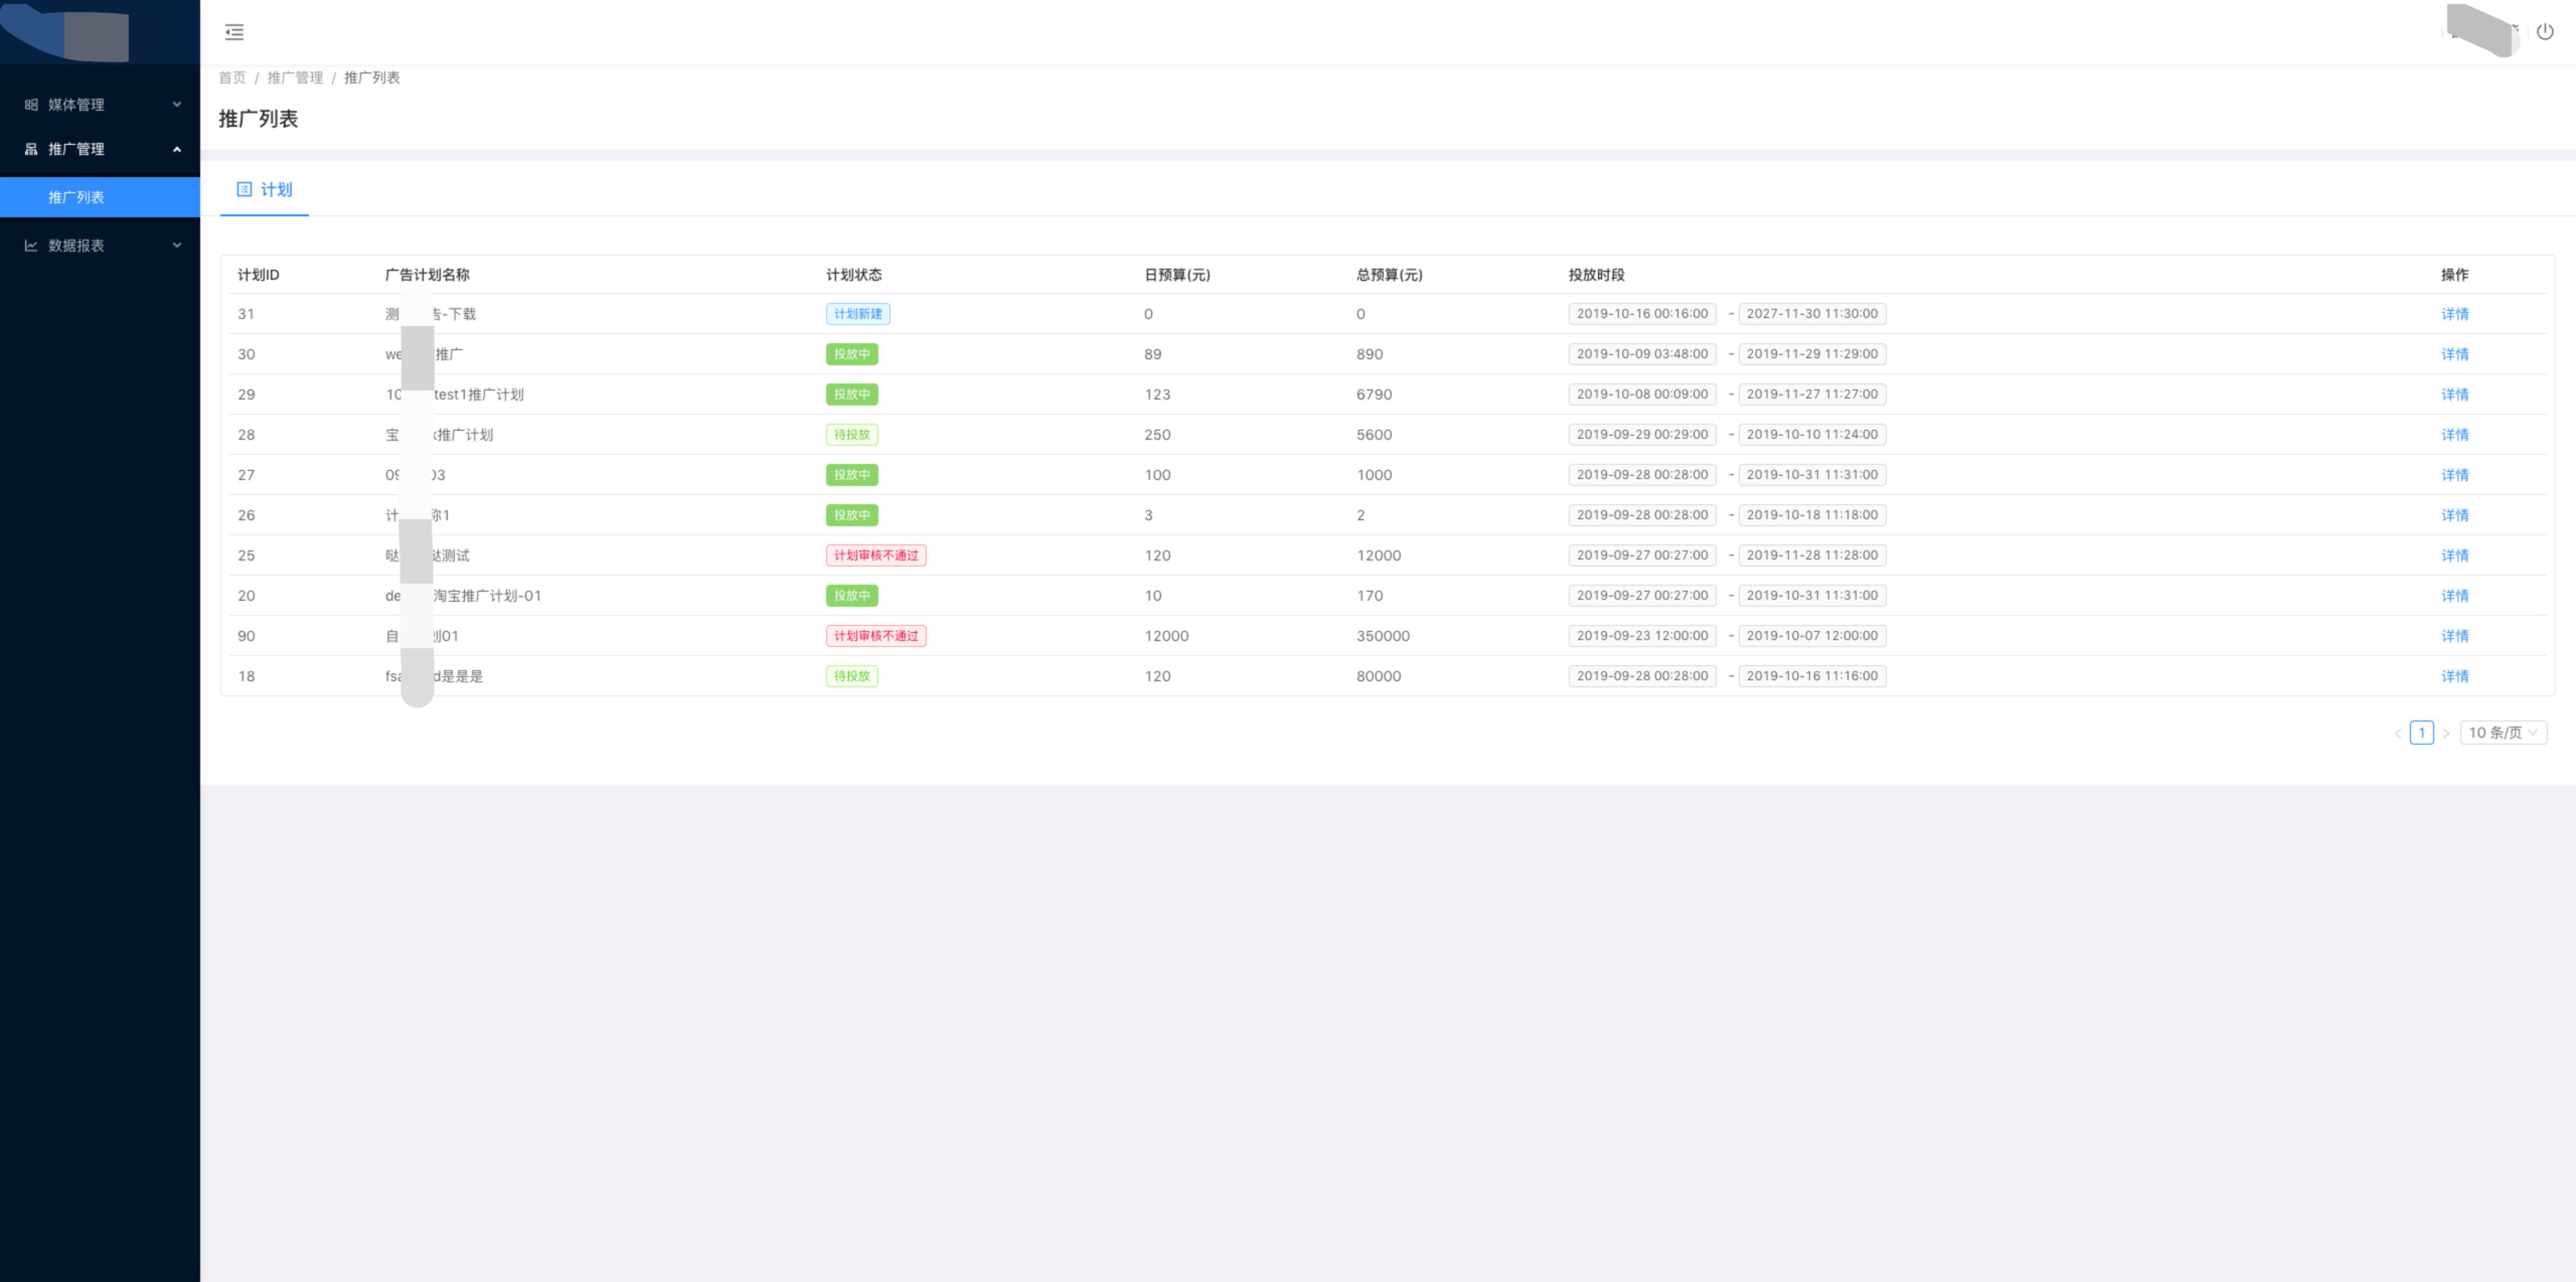 首页 / 推广管理 / 推广列表
推广列表
媒体管理
推广管理
推广列表
数据报表
计划
计划ID 广告计划名称 计划状态 日预算(元) 总预算(元) 投放时段 操作
31 测 告-下载 计划新建 0 0 2019-10-16 00:16:00 - 2027-11-30 11:30:00 详情
30 we 推广 投放中 89 890 2019-10-09 03:48:00 - 2019-11-29 11:29:00 详情
29 10 test1推广计划 投放中 123 6790 2019-10-08 00:09:00 - 2019-11-27 11:27:00 详情
28 宝 推广计划 待投放 250 5600 2019-09-29 00:29:00 - 2019-10-10 11:24:00 详情
27 09 03 投放中 100 1000 2019-09-28 00:28:00 - 2019-10-31 11:31:00 详情
26 计 称1 投放中 3 2 2019-09-28 00:28:00 - 2019-10-18 11:18:00 详情
25 哒 测试 计划审核不通过 120 12000 2019-09-27 00:27:00 - 2019-11-28 11:28:00 详情
20 de 淘宝推广计划-01 投放中 10 170 2019-09-27 00:27:00 - 2019-10-31 11:31:00 详情
90 自 划01 计划审核不通过 12000 350000 2019-09-23 12:00:00 - 2019-10-07 12:00:00 详情
18 fsa d是是是 待投放 120 80000 2019-09-28 00:28:00 - 2019-10-16 11:16:00 详情
< 1 > 10 条/页